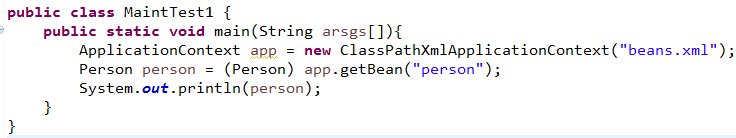 public class MaintTest1 {
    public static void main(String arsgs[]){
        ApplicationContext app = new ClassPathXmlApplicationContext("beans.xml");
        Person person = (Person) app.getBean("person");
        System.out.println(person);
    }
}